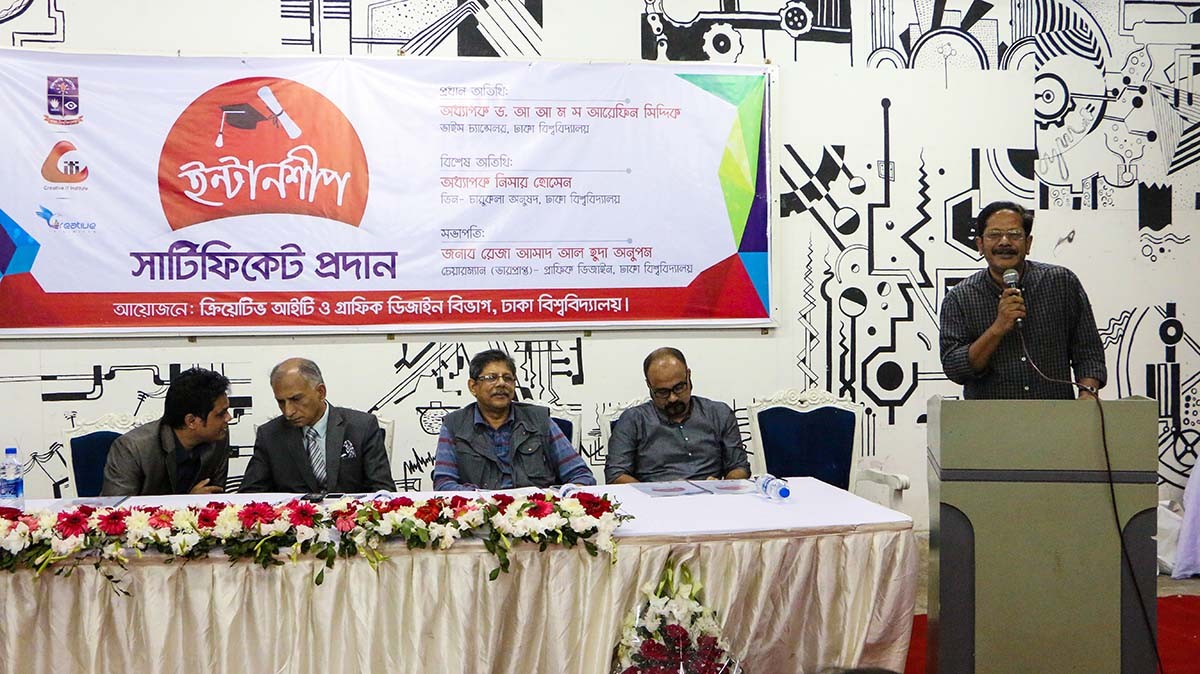 iti
Creative IT Institute
Creative
ইন্টার্নশীপ
সার্টিফিকেট প্রদান
প্রধান অতিথি:
অধ্যাপক ড. আ আ ম স আরেফিন সিদ্দিক
ভাইস চ্যান্সেলর, ঢাকা বিশ্ববিদ্যালয়
বিশেষ অতিথি:
অধ্যাপক নিসার হোসেন
ডিন- চারুকলা অনুষদ, ঢাকা বিশ্ববিদ্যালয়
সভাপতি:
জনাব রেজা আসাদ আল হুদা অনুপম
চেয়ারম্যান (ভারপ্রাপ্ত)- গ্রাফিক ডিজাইন, ঢাকা বিশ্ববিদ্যালয়
আয়োজনে: ক্রিয়েটিভ আইটি ও গ্রাফিক ডিজাইন বিভাগ, ঢাকা বিশ্ববিদ্যালয়।